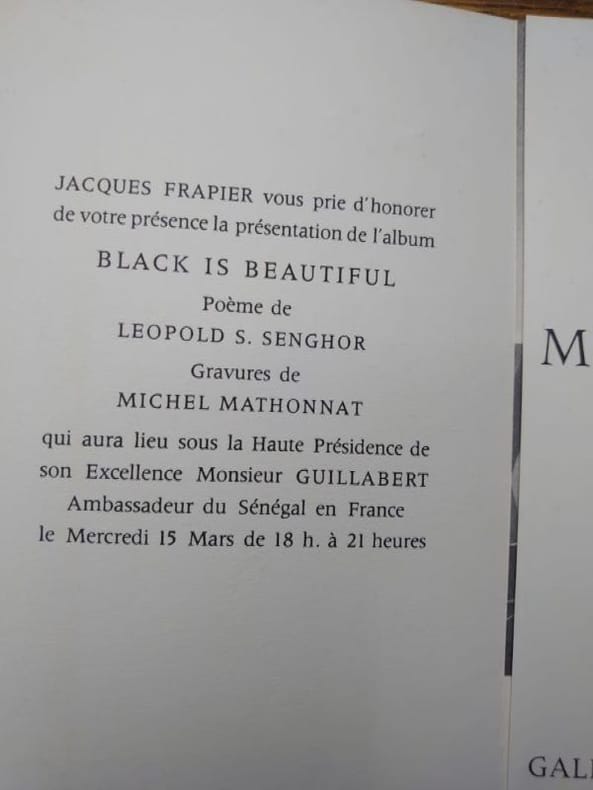 JACQUES FRAPIER vous prie d'honorer
de votre présence la présentation de l'album
BLACK IS BEAUTIFUL
Poème de
LEOPOLD S. SENGHOR
Gravures de
MICHEL MATHONNAT
qui aura lieu sous la Haute Présidence de
son Excellence Monsieur GUILLABERT
Ambassadeur du Sénégal en France
le Mercredi 15 Mars de 18 h. à 21 heures